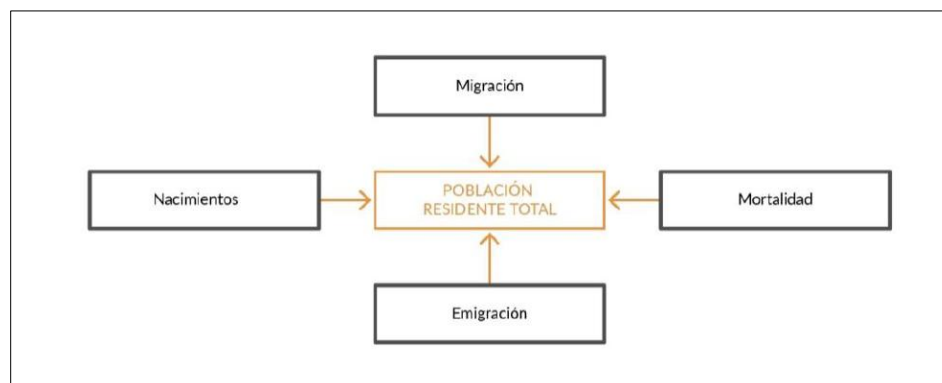 Migración
Nacimientos
POBLACIÓN
RESIDENTE TOTAL
Mortalidad
Emigración